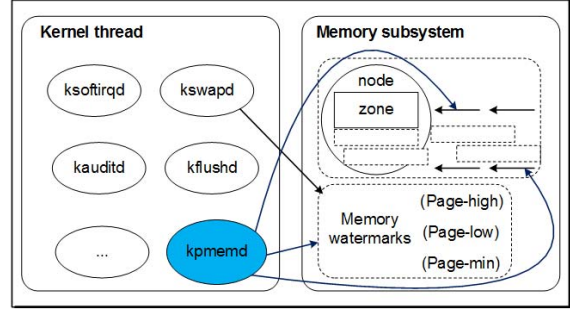 Kernel thread
Memory subsystem
ksoftirqd
kswapd
node
zone
kauditd
kflushd
Memory
watermarks
(Page-high)
(Page-low)
(Page-min)
...
kpmemd